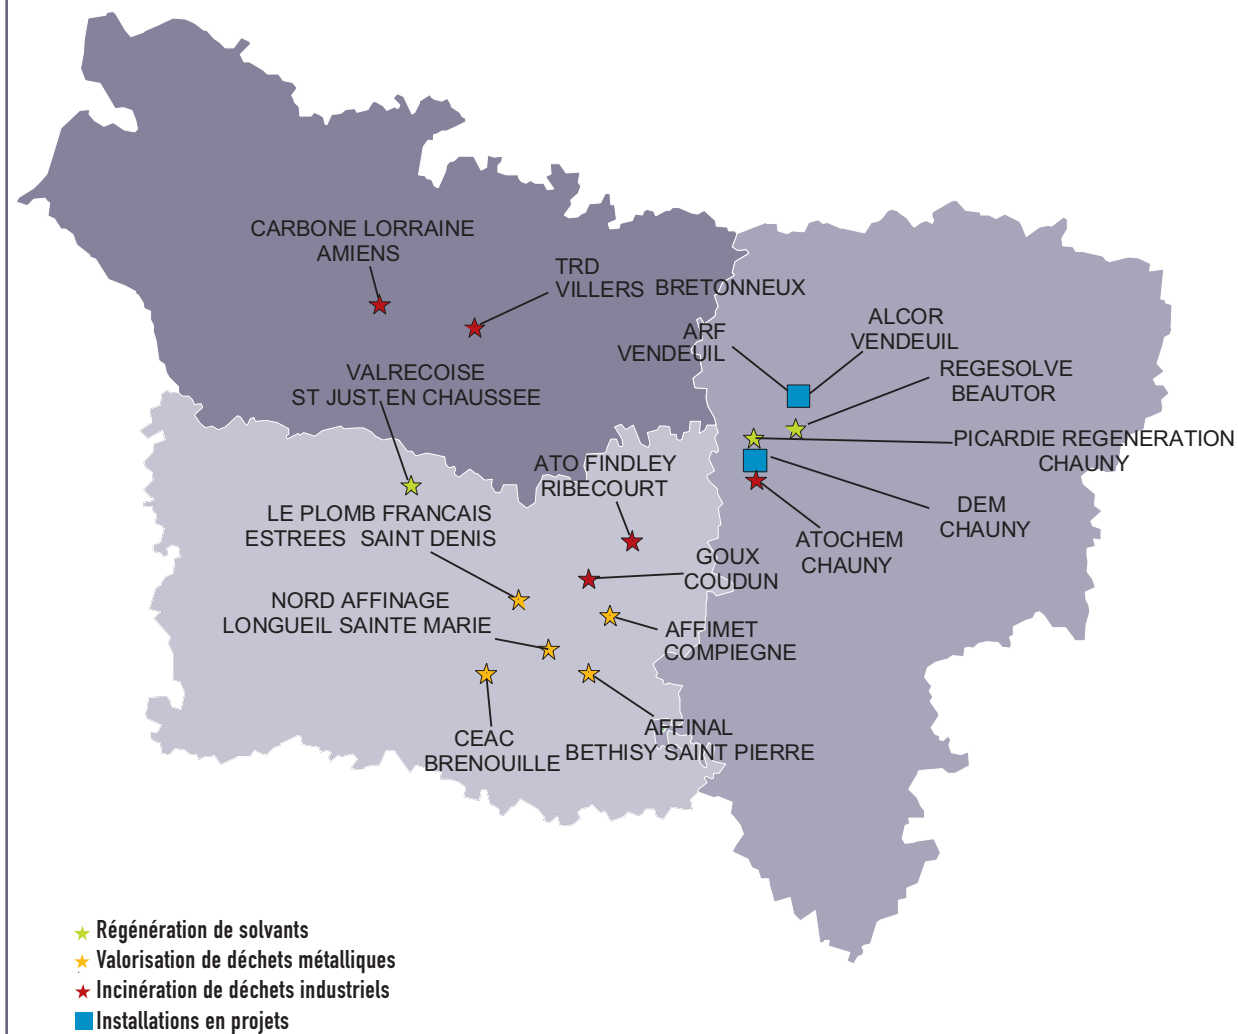 CARBONE LORRAINE
AMIENS
TRD
VILLERS BRETONNEUX
ARF
VENDEUIL
ALCOR
VENDEUIL
VALRECOISE
ST JUST EN CHAUSSEE
REGESOLVE
BEAUTOR
PICARDIE REGENERATION
CHAUNY
ATO FINDLEY
RIBECOURT
LE PLOMB FRANCAIS
ESTREES SAINT DENIS
DEM
CHAUNY
ATOCHEM
CHAUNY
GOUX
COUDUN
NORD AFFINAGE
LONGUEIL SAINTE MARIE
AFFIMET
COMPIEGNE
CEAC
BRENOUILLE
AFFINAL
BETHISY SAINT PIERRE
Régénération de solvants
Valorisation de déchets métalliques
Incinération de déchets industriels
Installations en projets